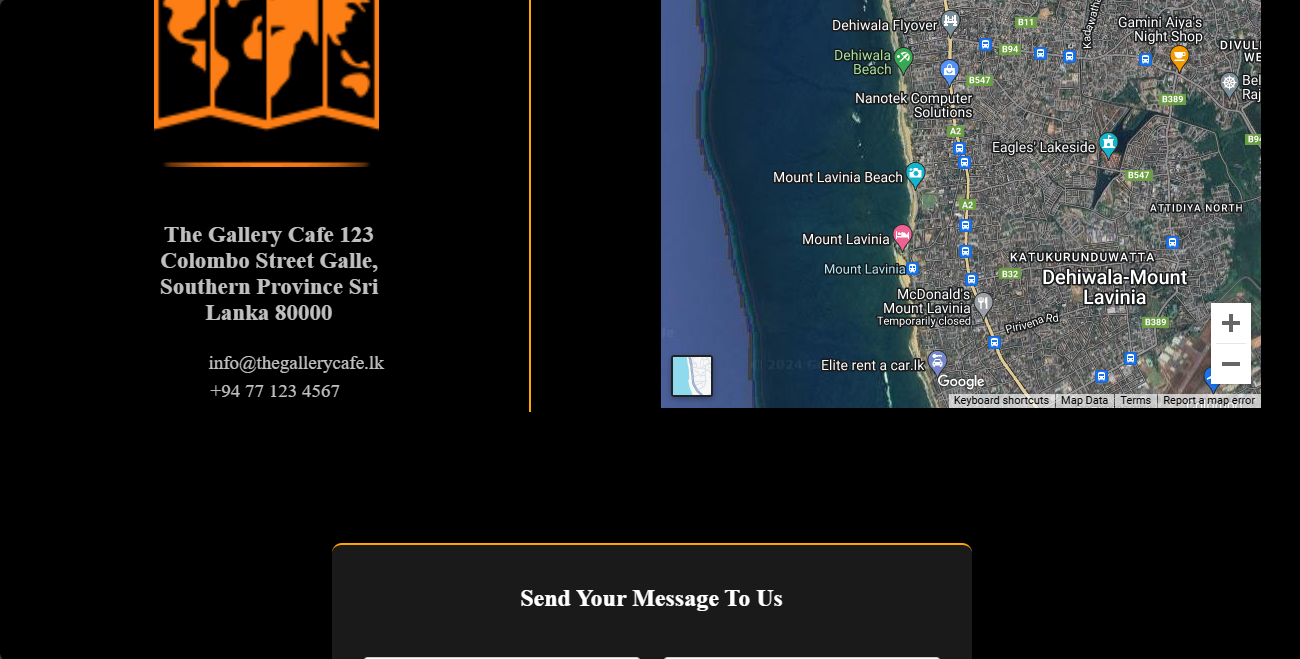 The Gallery Cafe 123
Colombo Street Galle,
Southern Province Sri
Lanka 80000
info@thegallerycafe.lk
+94 77 123 4567
Dehiwala Flyover
B11
Gamini Aiya's
Night Shop
B94
Dehiwala
Beach
B547
Nanotek Computer
Solutions
B389
A2
Eagles' Lakeside
Mount Lavinia Beach
B547
A2
ATTIDIYA NORTH
Mount Lavinia
KATUKURUNDUWATTA
Mount Lavinia
B32
Dehiwala-Mount
Lavinia
McDonald's
Mount Lavinia
Temporarily closed
Pirivena Rd
B389
Elite rent a car.lk
Google
Keyboard shortcuts
Map Data
Terms
Report a map error
Send Your Message To Us